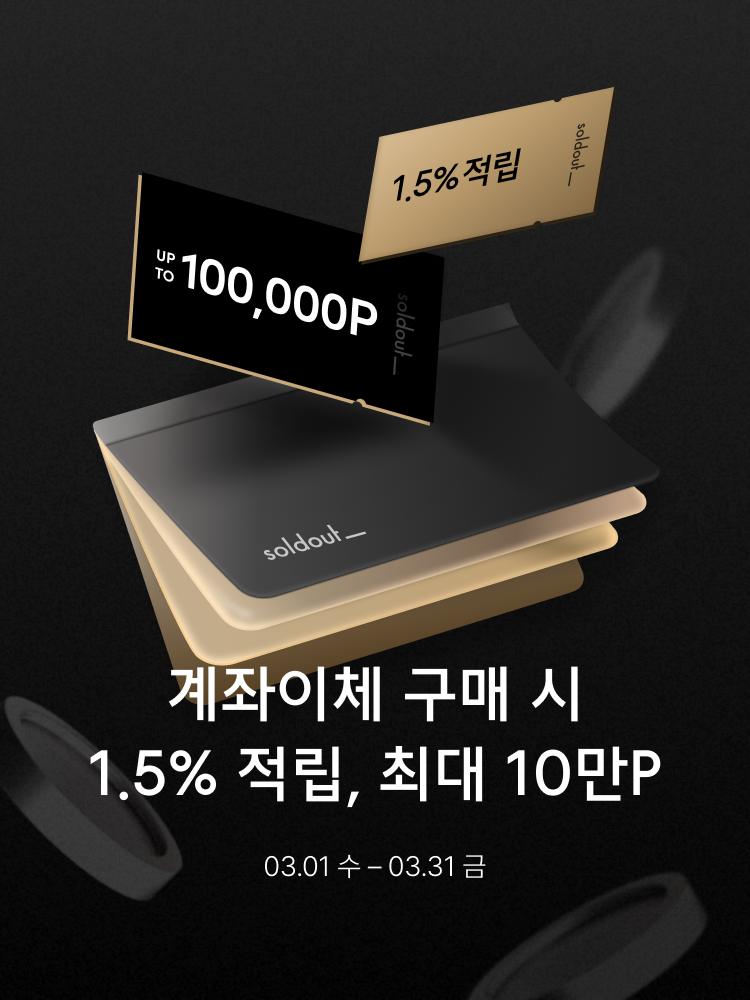 1.5% 적립
soldout_
UP TO 100,000P
soldout_
soldout_
계좌이체 구매 시
1.5% 적립, 최대 10만P
03.01 수 – 03.31 금